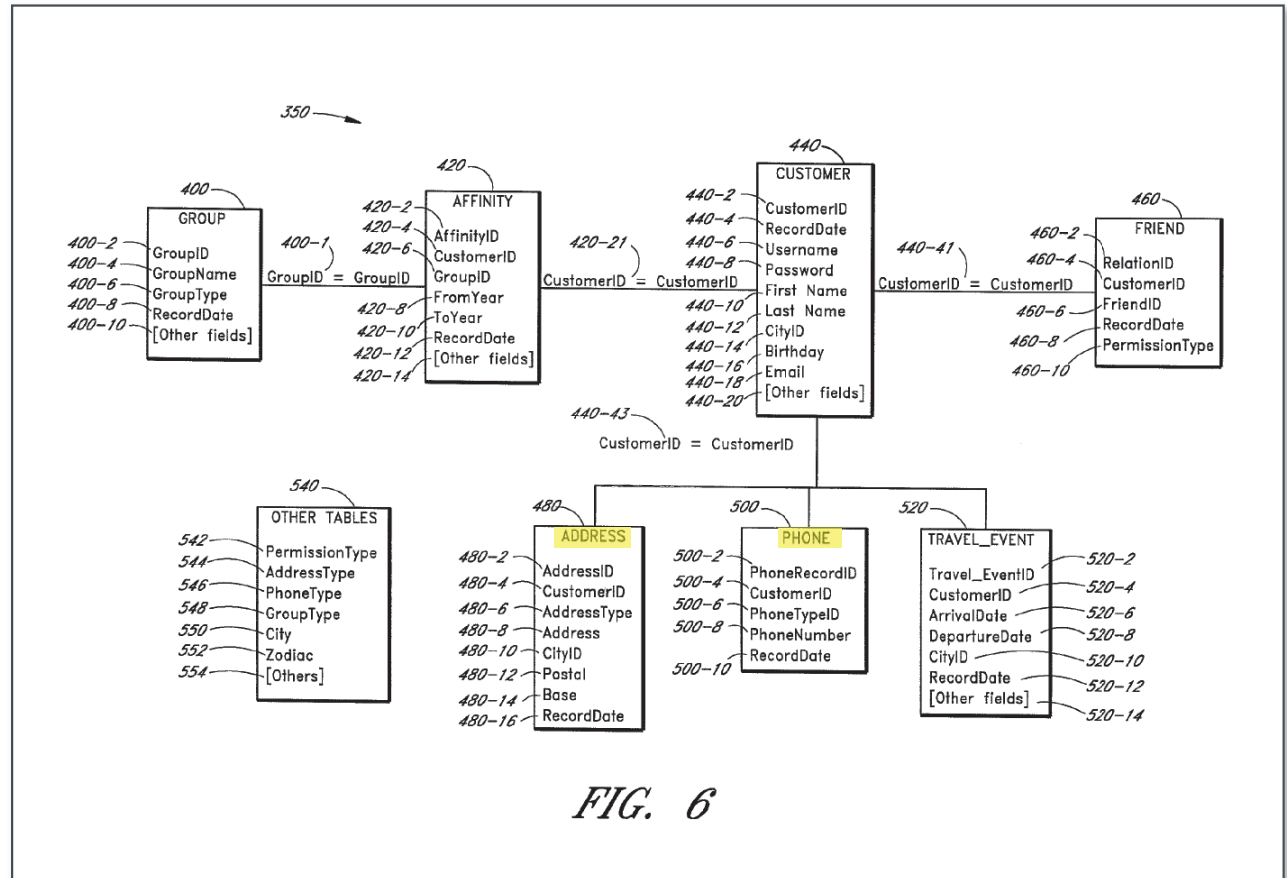 350
400
GROUP
400-2
GroupID
400-4
GroupName
400-6
GroupType
400-8
RecordDate
400-10
[Other fields]
400-1
GroupID = GroupID
420
AFFINITY
420-2
AffinityID
420-4
CustomerID
420-6
GroupID
420-8
FromYear
420-10
ToYear
420-12
RecordDate
420-14
[Other fields]
420-21
CustomerID = CustomerID
440
CUSTOMER
440-2
CustomerID
440-4
RecordDate
440-6
Username
440-8
Password
440-10
First Name
440-12
Last Name
440-14
CityID
440-16
Birthday
440-18
Email
440-20
[Other fields]
440-41
CustomerID = CustomerID
460
FRIEND
460-2
RelationID
460-4
CustomerID
460-6
FriendID
460-8
RecordDate
460-10
PermissionType
440-43
CustomerID = CustomerID
540
OTHER TABLES
542
PermissionType
544
AddressType
546
PhoneType
548
GroupType
550
City
552
Zodiac
554
[Others]
480
ADDRESS
480-2
AddressID
480-4
CustomerID
480-6
AddressType
480-8
Address
480-10
CityID
480-12
Postal
480-14
Base
480-16
RecordDate
500
PHONE
500-2
PhoneRecordID
500-4
CustomerID
500-6
PhoneTypeID
500-8
PhoneNumber
500-10
RecordDate
520
TRAVEL_EVENT
520-2
Travel_EventID
520-4
CustomerID
520-6
ArrivalDate
520-8
DepartureDate
520-10
CityID
520-12
RecordDate
520-14
[Other fields]
FIG. 6